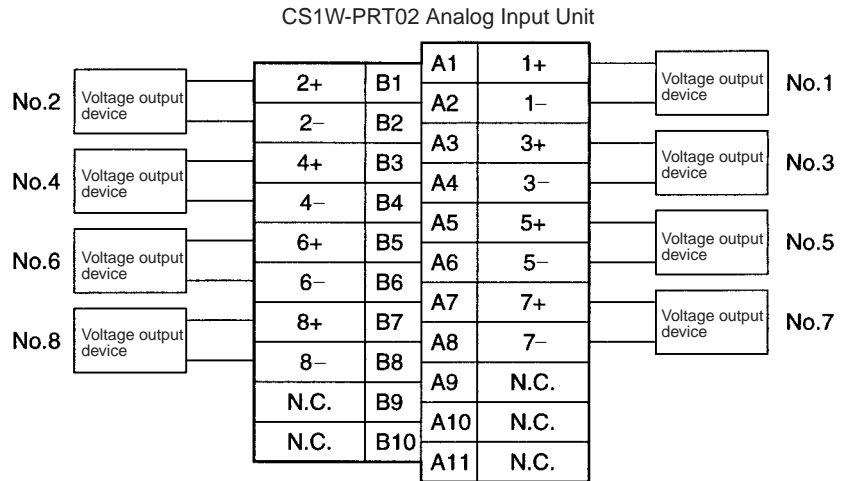 CS1W-PRT02 Analog Input Unit
No.2
Voltage output
device
No.4
Voltage output
device
No.6
Voltage output
device
No.8
Voltage output
device
2+ B1
2− B2
4+ B3
4− B4
6+ B5
6− B6
8+ B7
8− B8
N.C. B9
N.C. B10
A1 1+
A2 1−
A3 3+
A4 3−
A5 5+
A6 5−
A7 7+
A8 7−
A9 N.C.
A10 N.C.
A11 N.C.
Voltage output
device
No.1
Voltage output
device
No.3
Voltage output
device
No.5
Voltage output
device
No.7